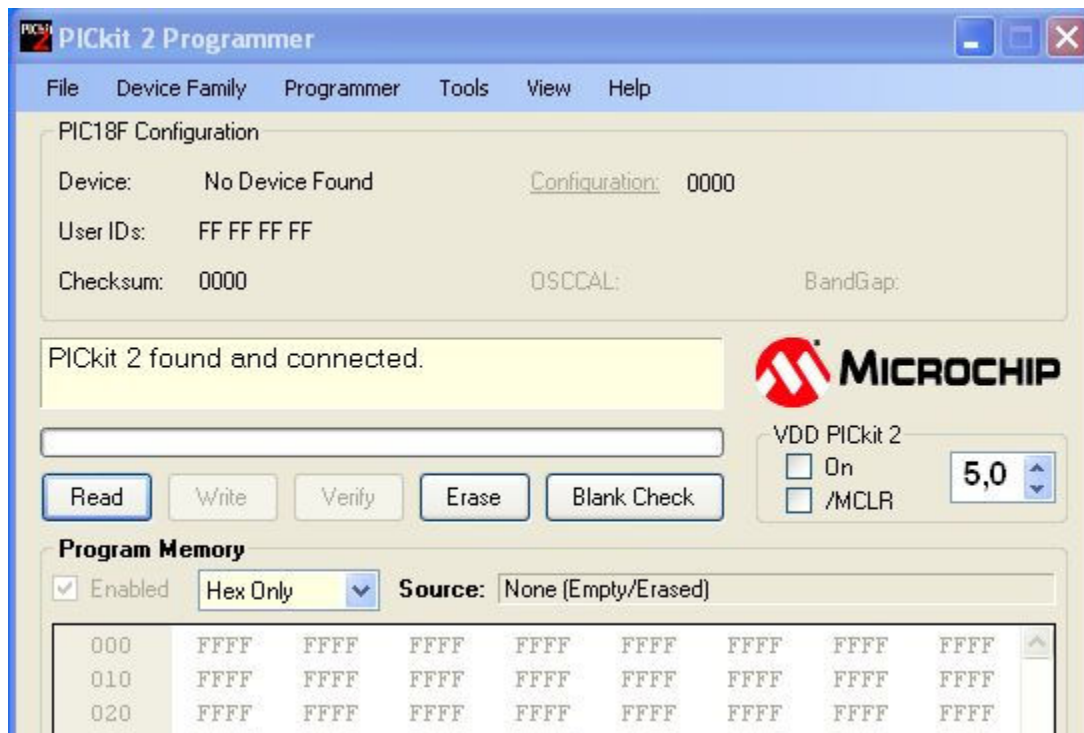 PICkit 2 Programmer
File Device Family Programmer Tools View Help
PIC18F Configuration
Device: No Device Found Configuration: 0000
User IDs: FF FF FF FF
Checksum: 0000 OSCCAL: BandGap:
PICkit 2 found and connected.
MICROCHIP
VDD PICkit 2
On
5,0
/MCLR
Read Write Verify Erase Blank Check
Program Memory
Enabled Hex Only Source: None (Empty/Erased)
000 FFFF FFFF FFFF FFFF FFFF FFFF FFFF FFFF
010 FFFF FFFF FFFF FFFF FFFF FFFF FFFF FFFF
020 FFFF FFFF FFFF FFFF FFFF FFFF FFFF FFFF